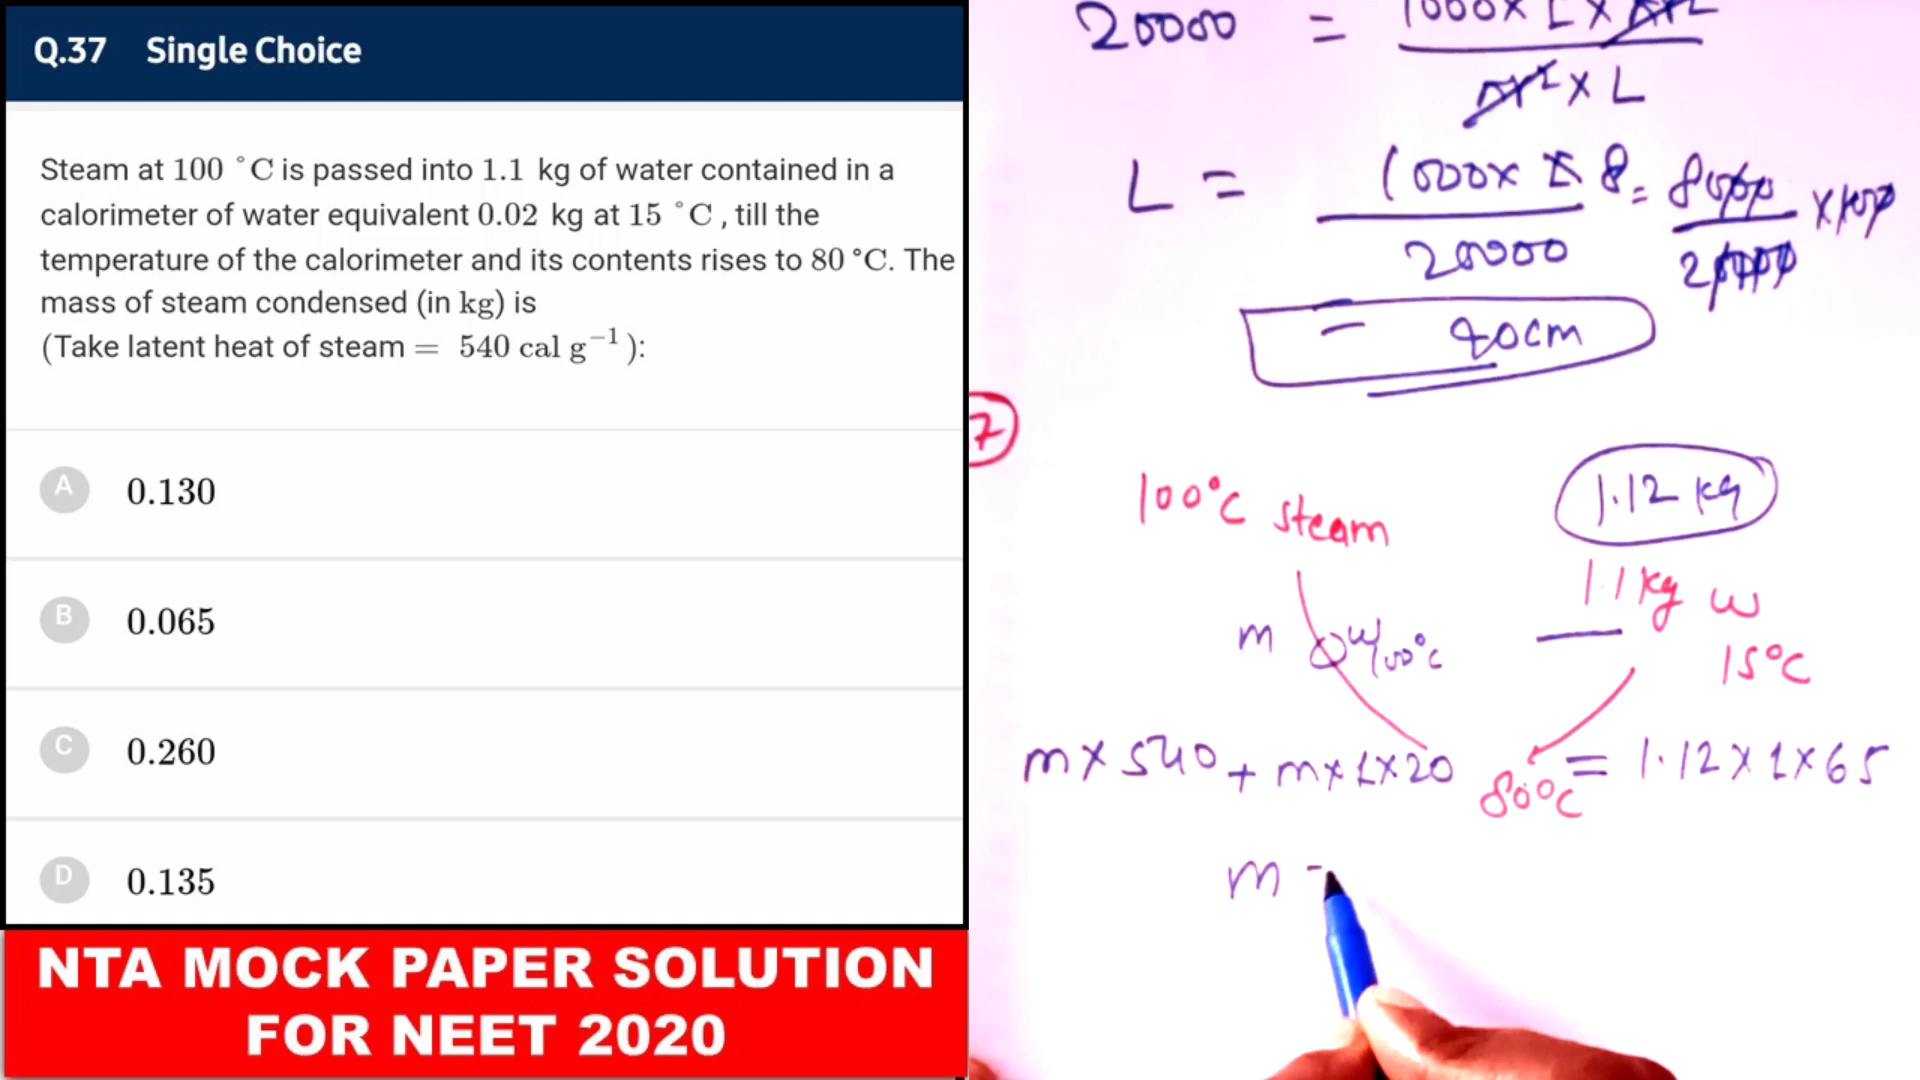 Q.37 Single Choice
Steam at 100 °C is passed into 1.1 kg of water contained in a
calorimeter of water equivalent 0.02 kg at 15 °C , till the
temperature of the calorimeter and its contents rises to 80 °C. The
mass of steam condensed (in kg) is
(Take latent heat of steam = 540 cal g⁻¹ ):
A 0.130
B 0.065
C 0.260
D 0.135
NTA MOCK PAPER SOLUTION
FOR NEET 2020
20000 =
× L
L =
20000
= 40cm
7
100°C steam
1.12 kg
1.1 kg w
m w/100°C
15°C
m × 540 + m × 1 × 20 = 1.12 × 1 × 65
80°C
m =